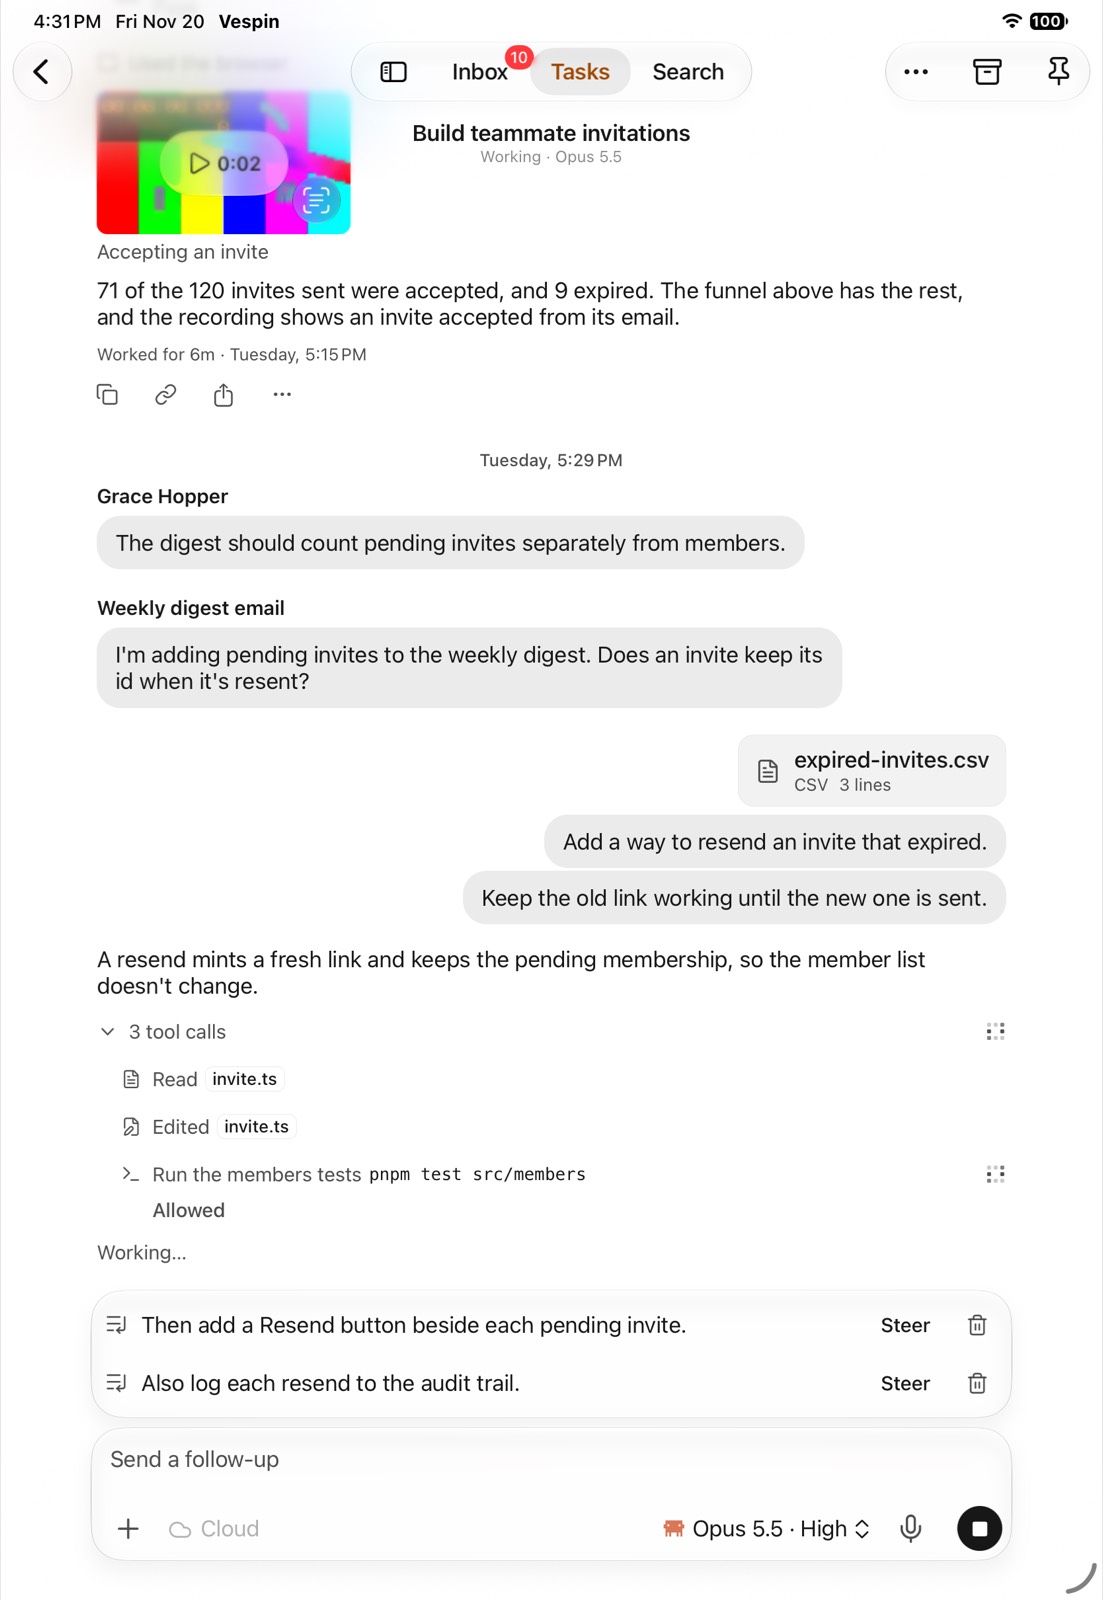 4:31 PM Fri Nov 20 Vespin
100
Inbox 10 Tasks Search
Used the browser
Build teammate invitations
Working · Opus 5.5
0:02
Accepting an invite
71 of the 120 invites sent were accepted, and 9 expired. The funnel above has the rest,
and the recording shows an invite accepted from its email.
Worked for 6m · Tuesday, 5:15 PM
Tuesday, 5:29 PM
Grace Hopper
The digest should count pending invites separately from members.
Weekly digest email
I'm adding pending invites to the weekly digest. Does an invite keep its
id when it's resent?
expired-invites.csv
CSV 3 lines
Add a way to resend an invite that expired.
Keep the old link working until the new one is sent.
A resend mints a fresh link and keeps the pending membership, so the member list
doesn't change.
3 tool calls
Read invite.ts
Edited invite.ts
Run the members tests pnpm test src/members
Allowed
Working...
Then add a Resend button beside each pending invite. Steer
Also log each resend to the audit trail. Steer
Send a follow-up
Cloud Opus 5.5 · High